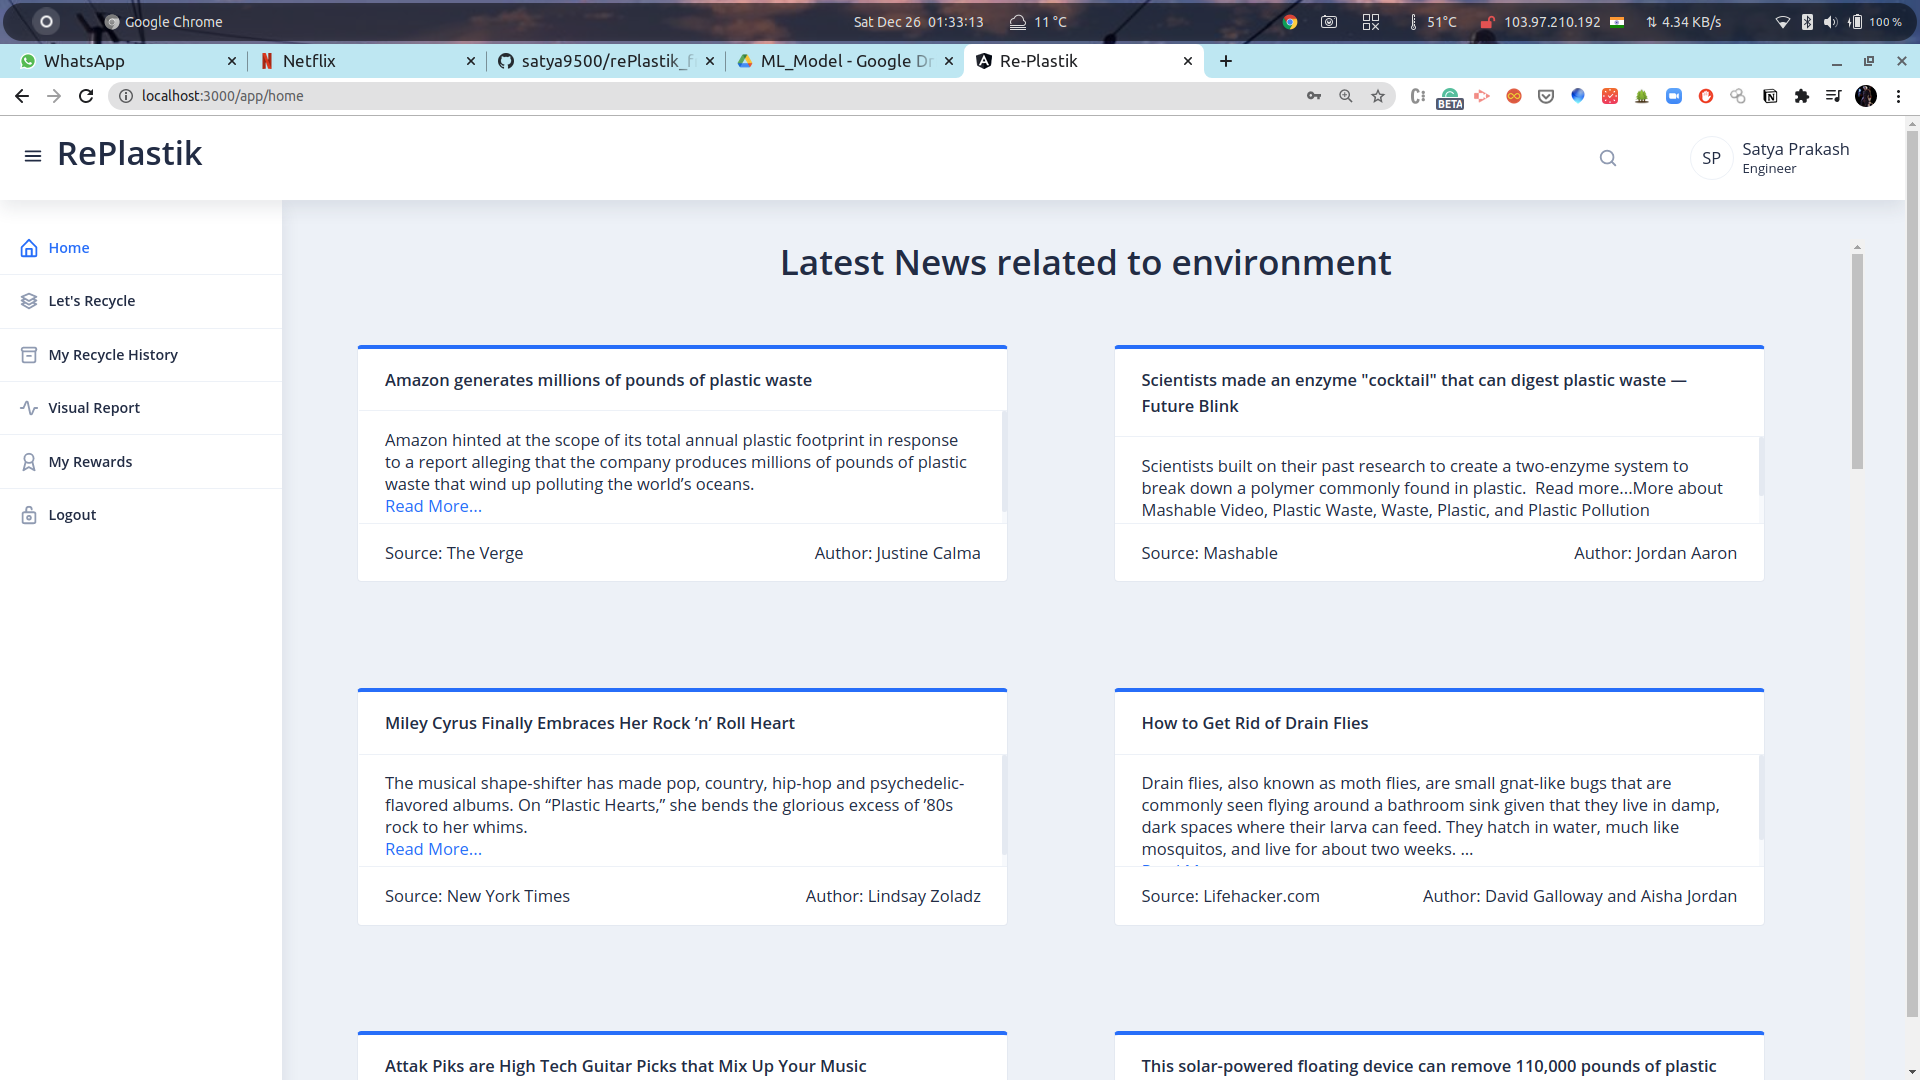 Google Chrome
Sat Dec 26 01:33:13
11 °C
51°C
103.97.210.192
4.34 KB/s
100 %
WhatsApp
Netflix
satya9500/rePlastik_f
ML_Model - Google Dr
Re-Plastik
localhost:3000/app/home
BETA
RePlastik
SP
Satya Prakash
Engineer
Home
Let's Recycle
My Recycle History
Visual Report
My Rewards
Logout
Latest News related to environment
Amazon generates millions of pounds of plastic waste
Amazon hinted at the scope of its total annual plastic footprint in response
to a report alleging that the company produces millions of pounds of plastic
waste that wind up polluting the world’s oceans.
Read More...
Source: The Verge
Author: Justine Calma
Scientists made an enzyme "cocktail" that can digest plastic waste —
Future Blink
Scientists built on their past research to create a two-enzyme system to
break down a polymer commonly found in plastic.  Read more...More about
Mashable Video, Plastic Waste, Waste, Plastic, and Plastic Pollution
Source: Mashable
Author: Jordan Aaron
Miley Cyrus Finally Embraces Her Rock ’n’ Roll Heart
The musical shape-shifter has made pop, country, hip-hop and psychedelic-
flavored albums. On “Plastic Hearts,” she bends the glorious excess of ’80s
rock to her whims.
Read More...
Source: New York Times
Author: Lindsay Zoladz
How to Get Rid of Drain Flies
Drain flies, also known as moth flies, are small gnat-like bugs that are
commonly seen flying around a bathroom sink given that they live in damp,
dark spaces where their larva can feed. They hatch in water, much like
mosquitos, and live for about two weeks. ...
Source: Lifehacker.com
Author: David Galloway and Aisha Jordan
Attak Piks are High Tech Guitar Picks that Mix Up Your Music
This solar-powered floating device can remove 110,000 pounds of plastic